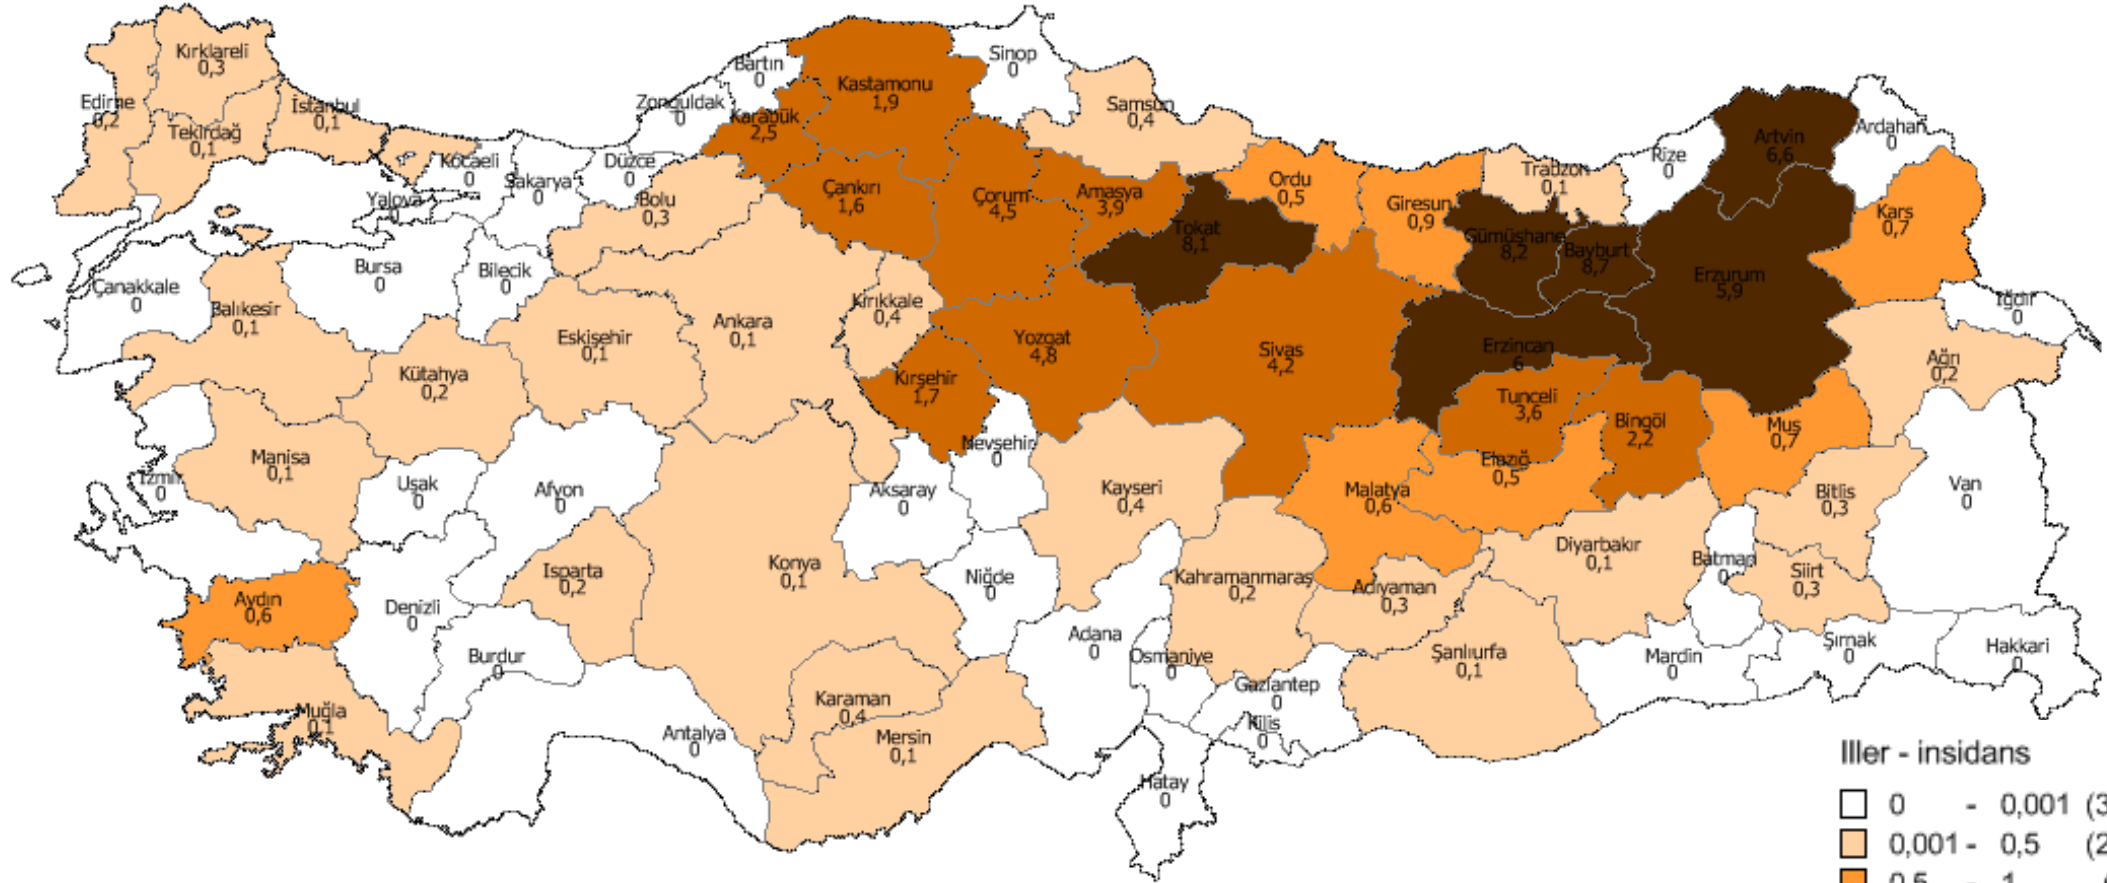 Kırklareli
0,3
Edirne
0,2
Tekirdağ
0,1
İstanbul
0,1
Kocaeli
0
Yalova
0
Sakarya
0
Düzce
0
Bolu
0,3
Zonguldak
0
Bartın
0
Karabük
2,5
Kastamonu
1,9
Sinop
0
Çankırı
1,6
Çorum
4,5
Samsun
0,4
Amasya
3,9
Tokat
8,1
Ordu
0,5
Giresun
0,9
Trabzon
0,1
Gümüshane
8,2
Bayburt
8,7
Rize
0
Artvin
6,6
Ardahan
0
Kars
0,7
Erzurum
5,9
Iğdır
0
Ağrı
0,2
Çanakkale
0
Balıkesir
0,1
Bursa
0
Bilecik
0
Kütahya
0,2
Eskişehir
0,1
Ankara
0,1
Kırıkkale
0,4
Kırşehir
1,7
Yozgat
4,8
Sivas
4,2
Erzincan
6
Tunceli
3,6
Bingöl
2,2
Muş
0,7
Elazığ
0,5
Malatya
0,6
Bitlis
0,3
Van
0
İzmir
0
Manisa
0,1
Uşak
0
Afyon
0
Aksaray
0
Nevşehir
0
Kayseri
0,4
Aydın
0,6
Denizli
0
Isparta
0,2
Konya
0,1
Niğde
0
Kahramanmaraş
0,2
Adıyaman
0,3
Diyarbakır
0,1
Batman
0
Siirt
0,3
Muğla
0,1
Burdur
0
Antalya
0
Karaman
0,4
Mersin
0,1
Adana
0
Osmaniye
0
Gaziantep
0
Kilis
0
Hatay
0
Şanlıurfa
0,1
Mardin
0
Şırnak
0
Hakkari
0
Iller - insidans
0 - 0,001 (3
0,001 - 0,5 (2
0,5 - 1